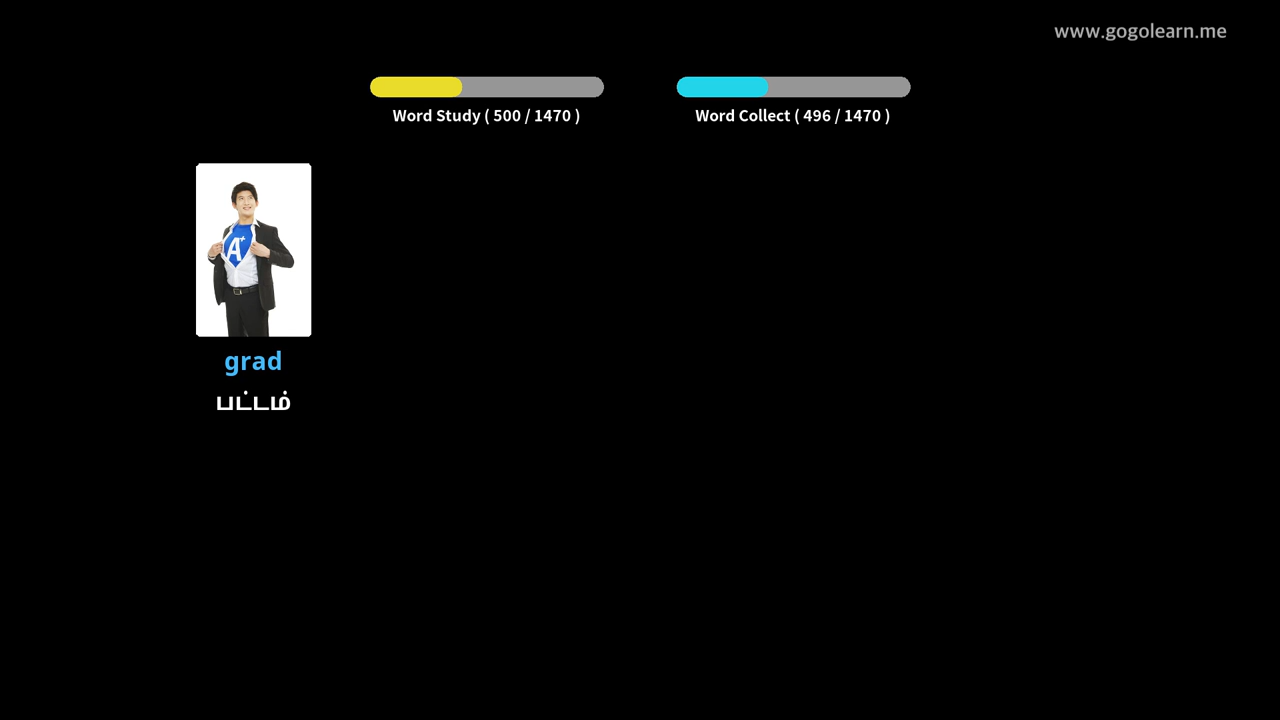 www.gogolearn.me
Word Study ( 500 / 1470 )
Word Collect ( 496 / 1470 )
A+
grad
பட்டம்